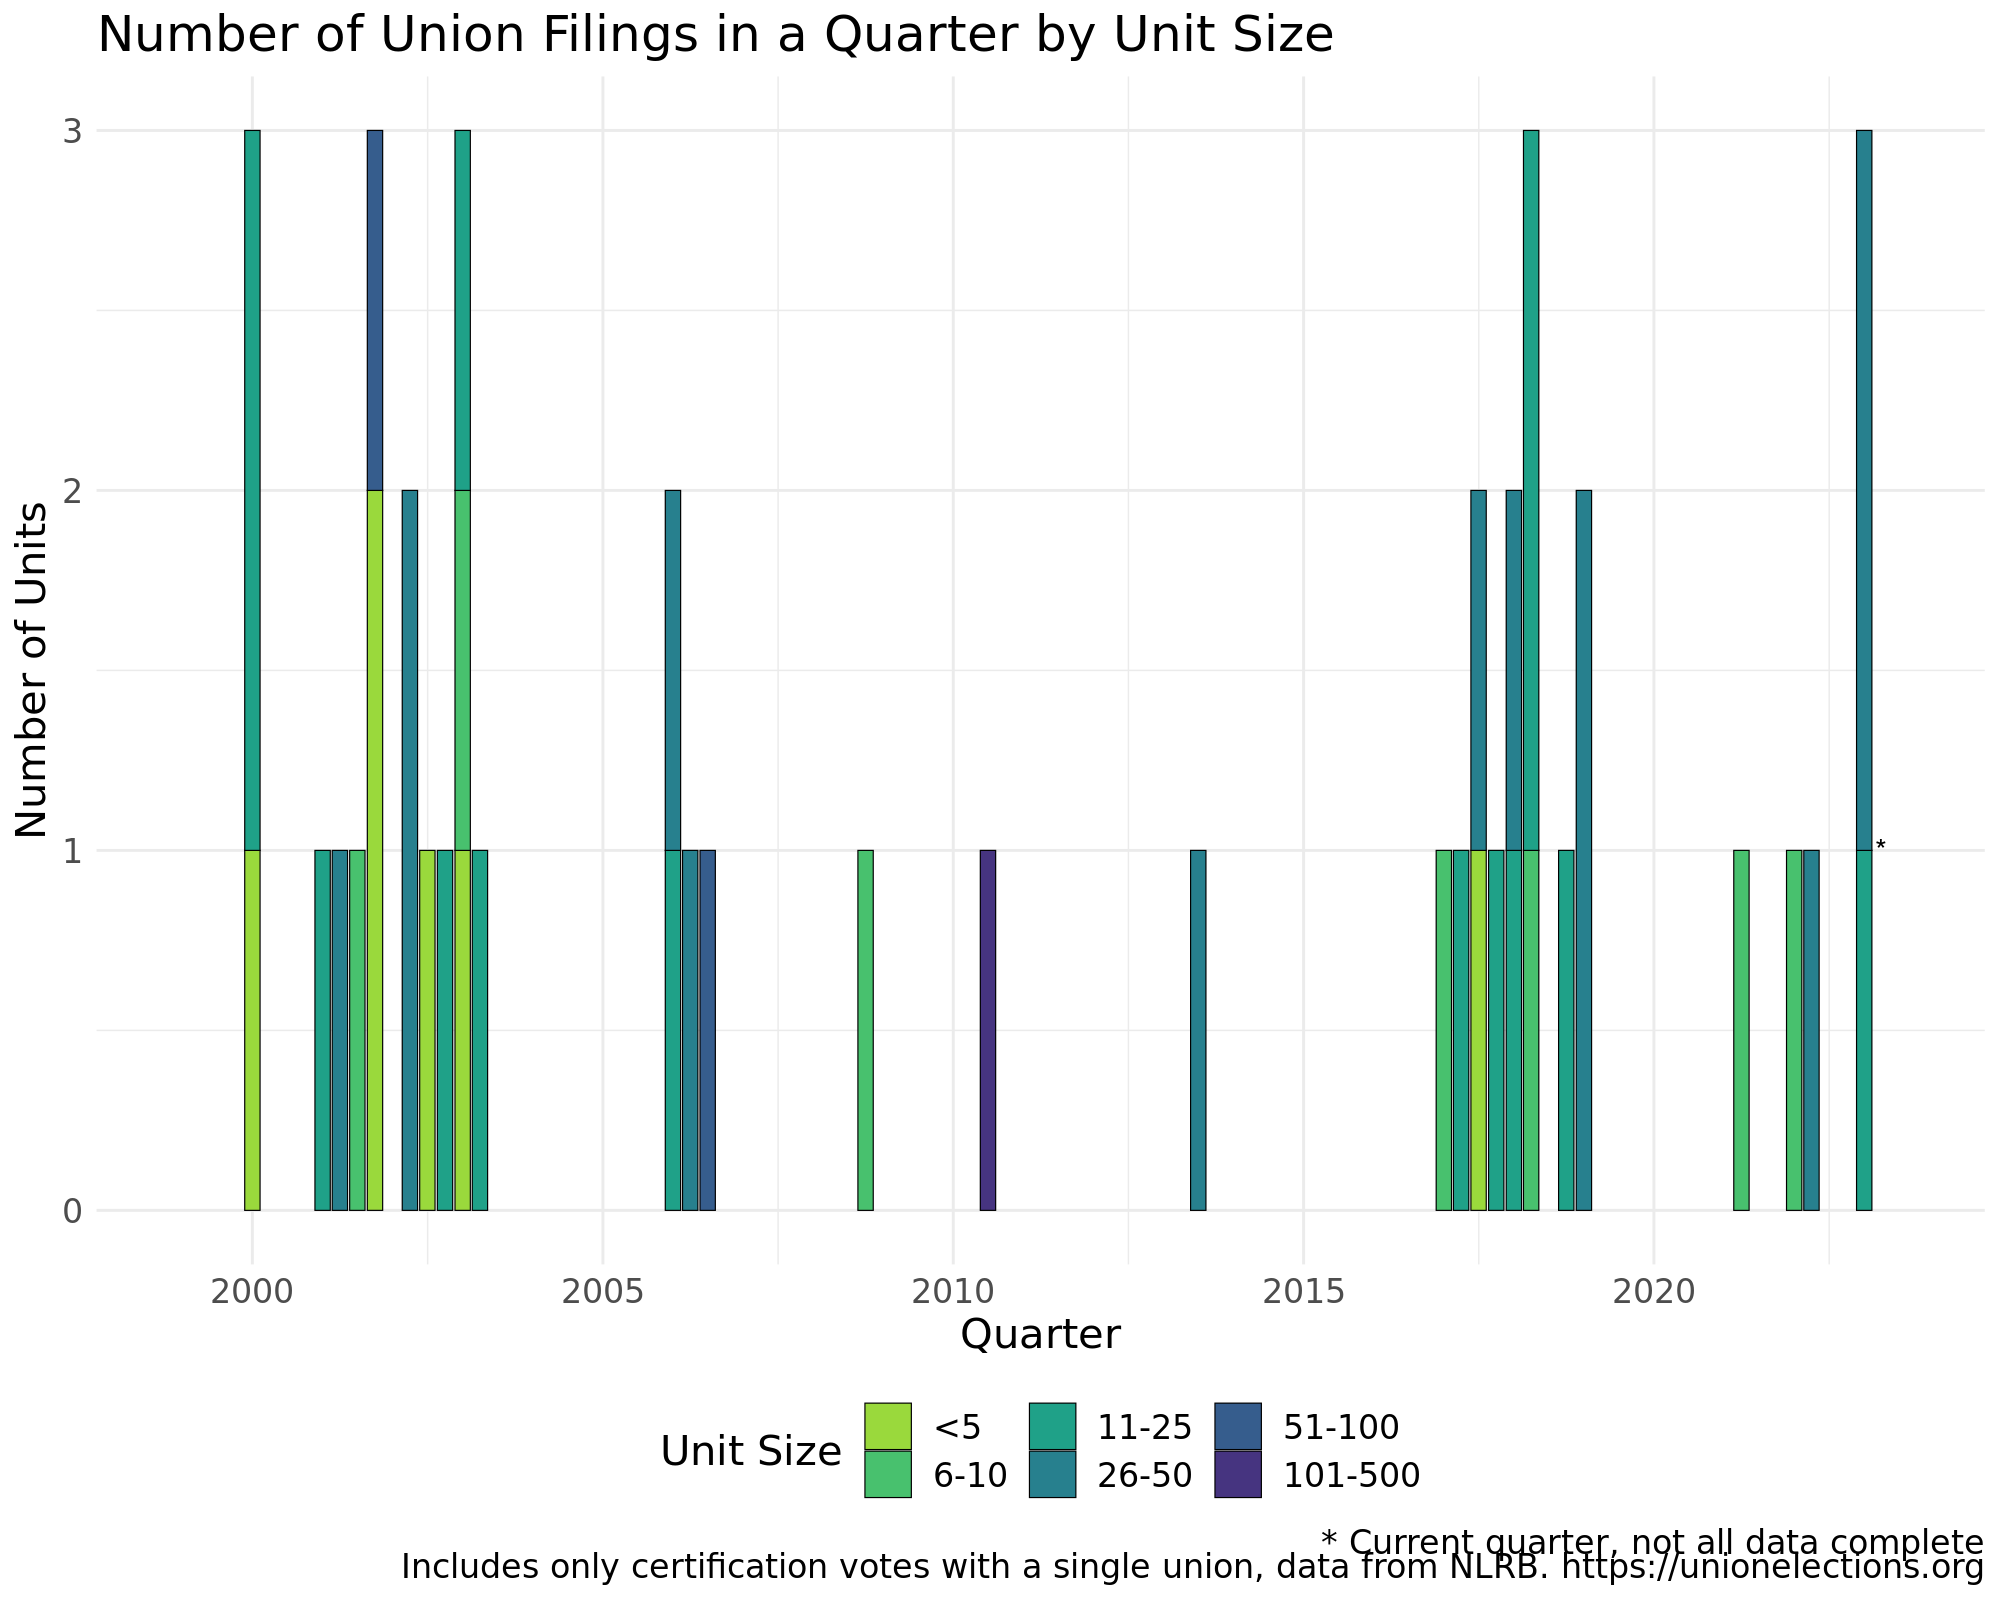 Number of Union Filings in a Quarter by Unit Size
Number of Units
3
2
1
0
*
2000 2005 2010 2015 2020
Quarter
Unit Size
<5 11-25 51-100
6-10 26-50 101-500
* Current quarter, not all data complete
Includes only certification votes with a single union, data from NLRB. https://unionelections.org